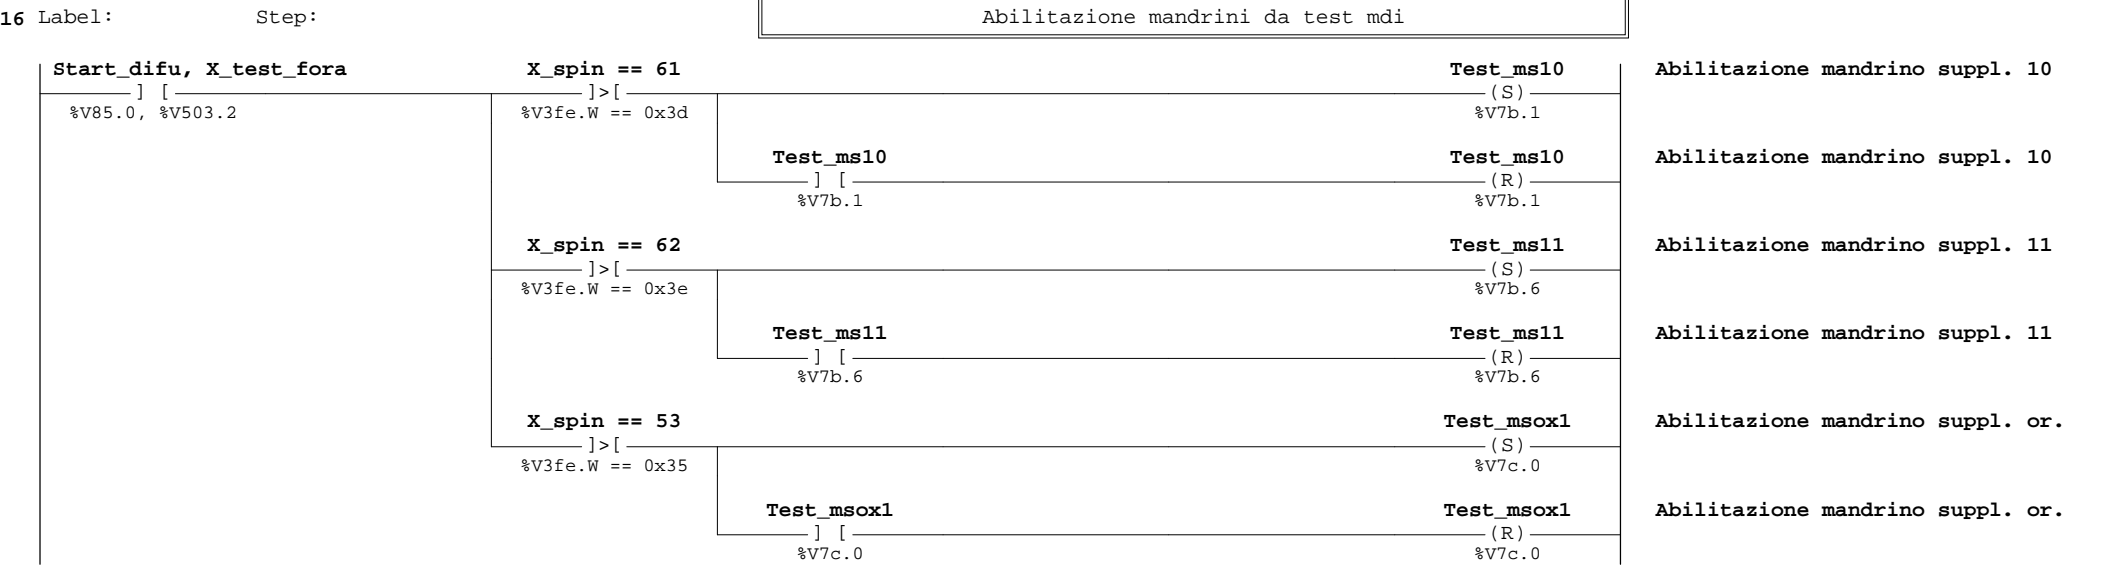 16 Label: Step: Abilitazione mandrini da test mdi
Start_difu, X_test_fora X_spin == 61 Test_ms10 Abilitazione mandrino suppl. 10
] [ ]>[ (S)
%V85.0, %V503.2 %V3fe.W == 0x3d %V7b.1
Test_ms10 Test_ms10 Abilitazione mandrino suppl. 10
] [ (R)
%V7b.1 %V7b.1
X_spin == 62 Test_ms11 Abilitazione mandrino suppl. 11
]>[ (S)
%V3fe.W == 0x3e %V7b.6
Test_ms11 Test_ms11 Abilitazione mandrino suppl. 11
] [ (R)
%V7b.6 %V7b.6
X_spin == 53 Test_msox1 Abilitazione mandrino suppl. or.
]>[ (S)
%V3fe.W == 0x35 %V7c.0
Test_msox1 Test_msox1 Abilitazione mandrino suppl. or.
] [ (R)
%V7c.0 %V7c.0